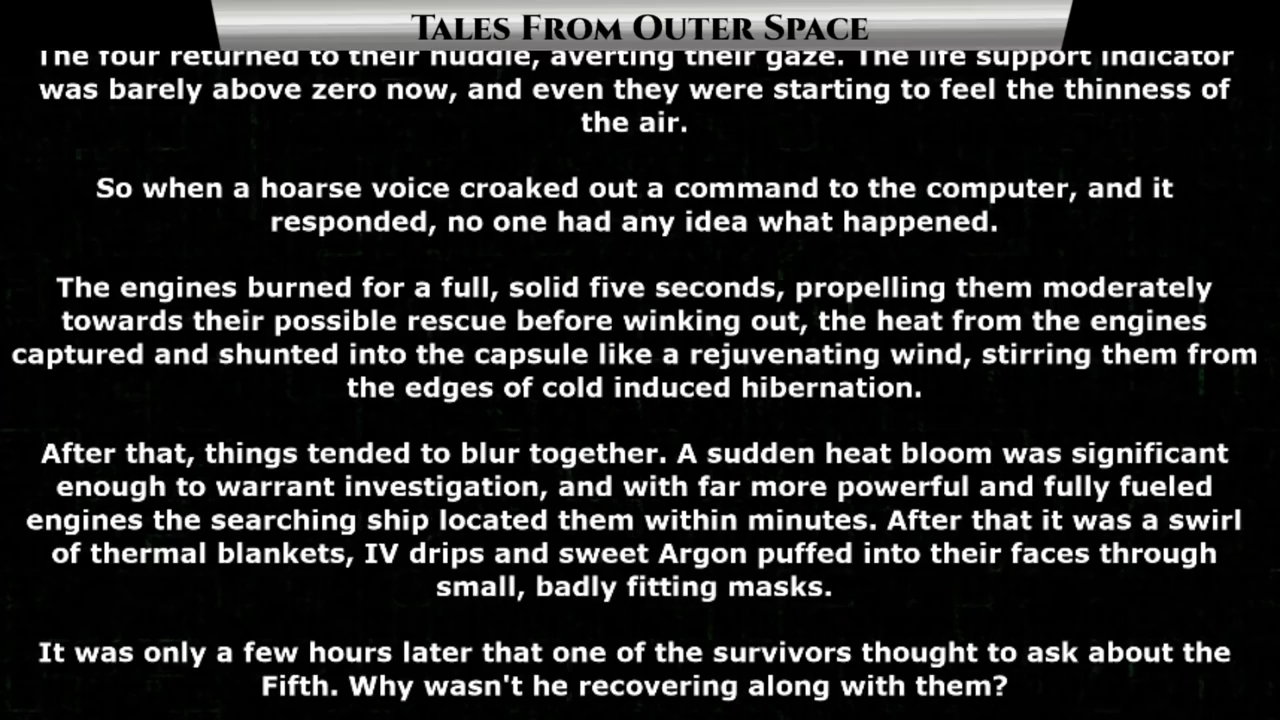 Tales From Outer Space
The four returned to their huddle, averting their gaze. The life support indicator
was barely above zero now, and even they were starting to feel the thinness of
the air.
So when a hoarse voice croaked out a command to the computer, and it
responded, no one had any idea what happened.
The engines burned for a full, solid five seconds, propelling them moderately
towards their possible rescue before winking out, the heat from the engines
captured and shunted into the capsule like a rejuvenating wind, stirring them from
the edges of cold induced hibernation.
After that, things tended to blur together. A sudden heat bloom was significant
enough to warrant investigation, and with far more powerful and fully fueled
engines the searching ship located them within minutes. After that it was a swirl
of thermal blankets, IV drips and sweet Argon puffed into their faces through
small, badly fitting masks.
It was only a few hours later that one of the survivors thought to ask about the
Fifth. Why wasn't he recovering along with them?